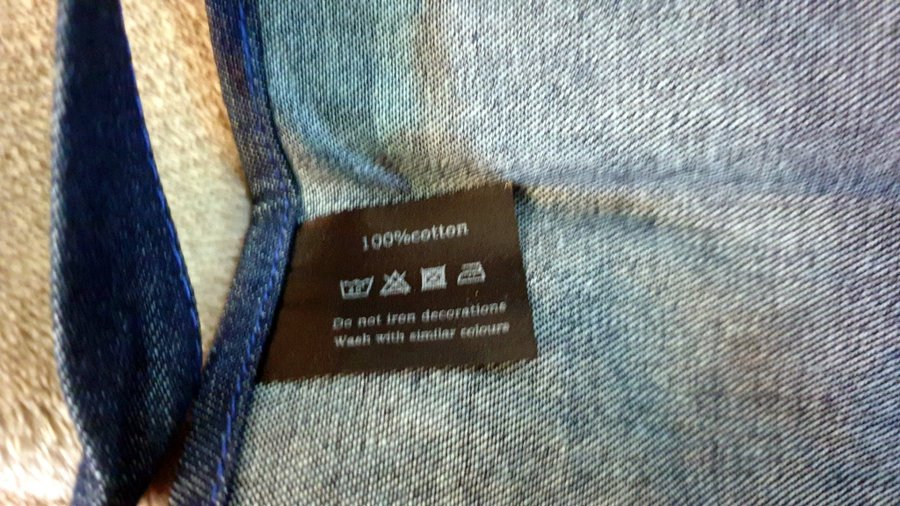 100%cotton
Do not iron decorations
Wash with similar colours